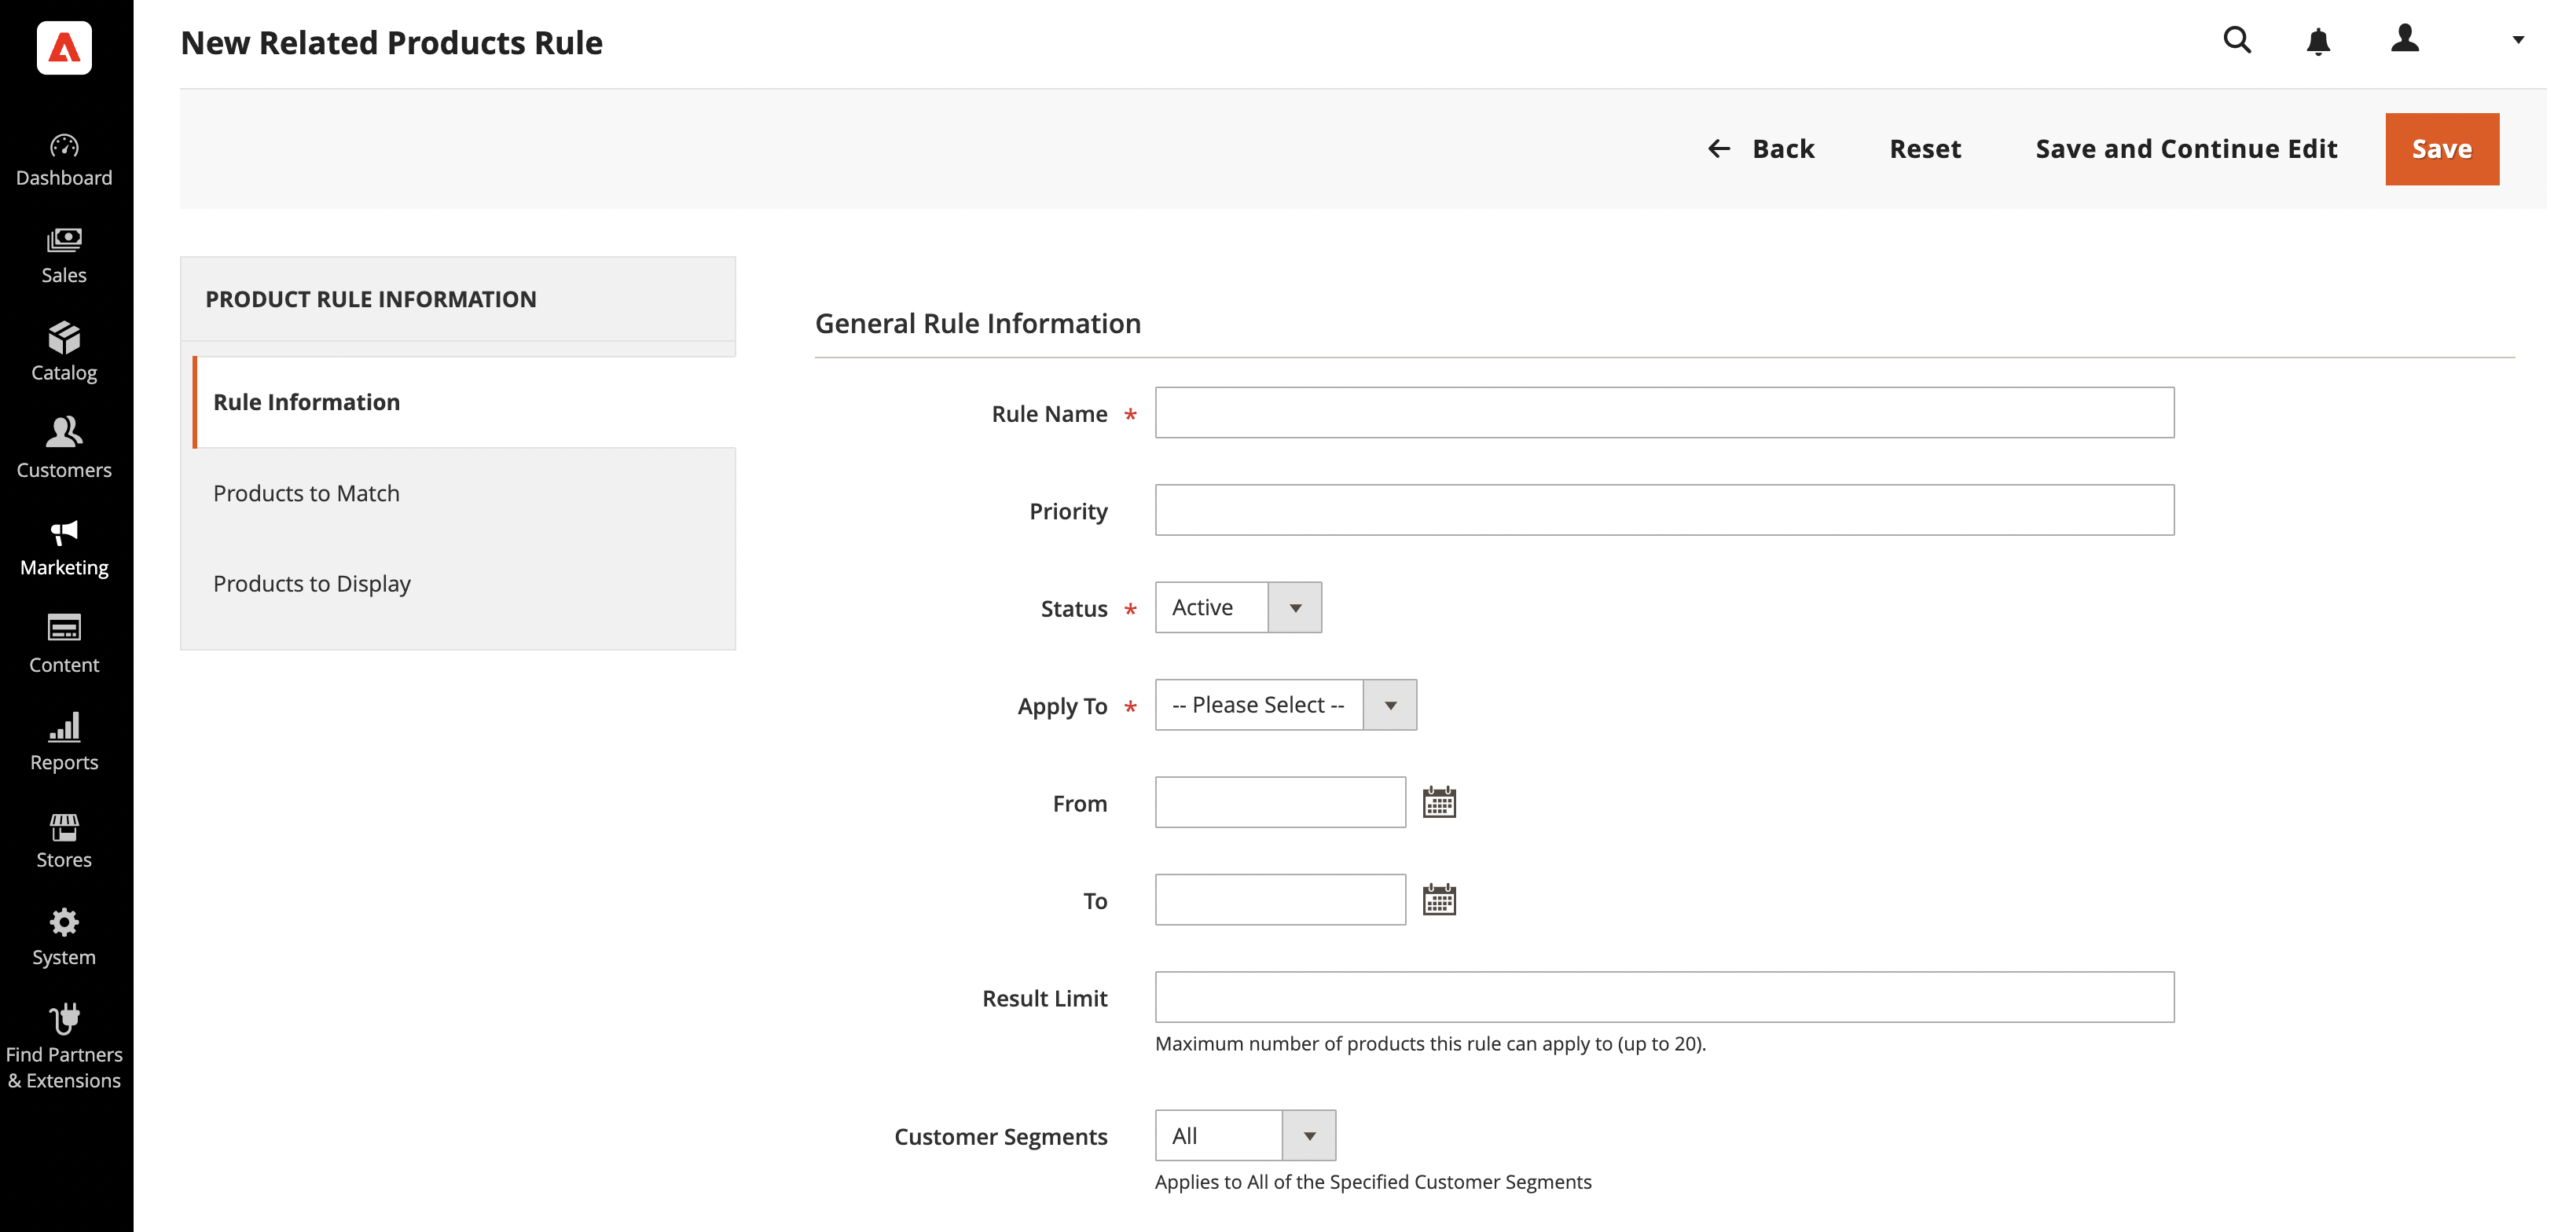 New Related Products Rule
Back
Reset
Save and Continue Edit
Save
Dashboard
Sales
Catalog
Customers
Marketing
Content
Reports
Stores
System
Find Partners
& Extensions
PRODUCT RULE INFORMATION
Rule Information
Products to Match
Products to Display
General Rule Information
Rule Name *
Priority
Status * Active
Apply To * -- Please Select --
From
To
Result Limit
Maximum number of products this rule can apply to (up to 20).
Customer Segments All
Applies to All of the Specified Customer Segments